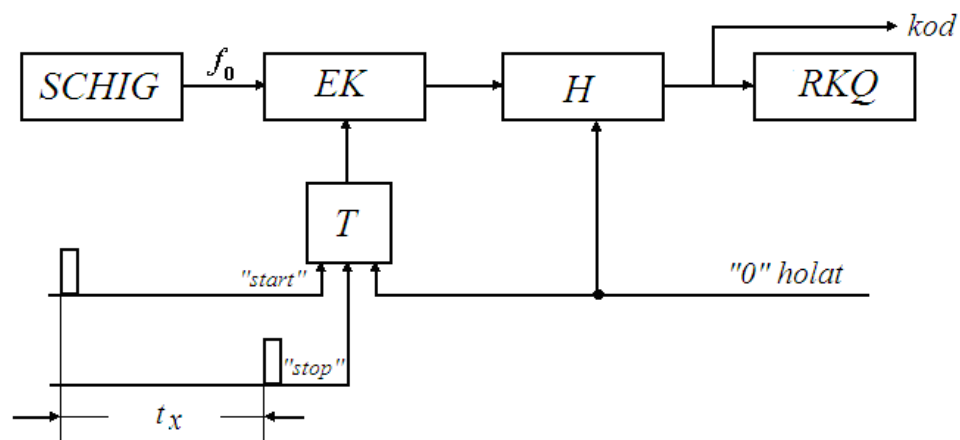 kod
SCHIG
f₀
EK
H
RKQ
T
"start"
"0" holat
"stop"
tₓ